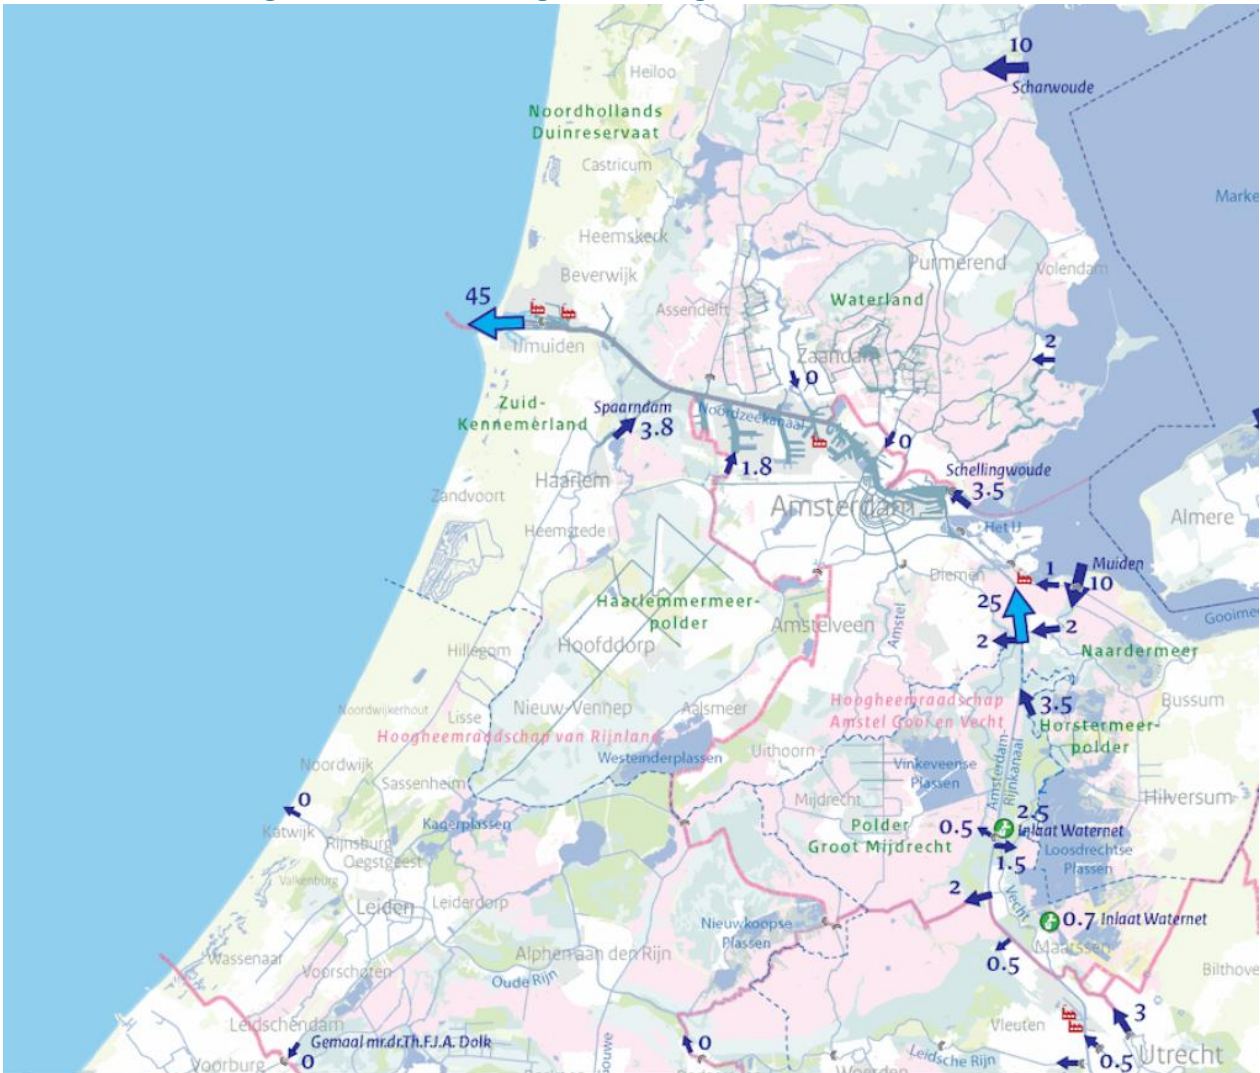 10
Scharwoude
Heiloo
Noordhollands
Duinreservaat
Castricum
Marke
Heemskerk
Purmerend
Volendam
Beverwijk
45
Assendelft
Waterland
IJmuiden
2
Zaandam
0
Zuid-
Kennemerland
Spaarndam
3.8
Noordzeekanaal
0
1.8
Schellingwoude
3.5
Haarlem
Zandvoort
Amsterdam
Almere
Heemstede
Het IJ
Diemen
Muiden
1
10
25
Haarlemmermeer-
polder
Amstelveen
Amstel
Gooime
2
2
Hoofddorp
Hillegom
Naardermeer
Hoogheemraadschap
Amstel Gooi en Vecht
3.5
Bussum
Noordwijkerhout
Lisse
Nieuw-Vennep
Aalsmeer
Horstermeer-
polder
Hoogheemraadschap van Rijnland
Westeinderplassen
Uithoorn
Vinkeveense
Plassen
Amsterdam-
Rijnkanaal
Noordwijk
Sassenheim
Mijdrecht
Hilversum
0
Katwijk
Kagerplassen
Polder
Groot Mijdrecht
0.5
2.5
Inlaat Waternet
Rijnsburg
Oegstgeest
Loosdrechtse
Plassen
1.5
Valkenburg
Leiden
Leiderdorp
2
Vecht
Nieuwkoopse
Plassen
0.7
Inlaat Waternet
Maarssen
0.5
Wassenaar
Voorschoten
Alphen aan den Rijn
Oude Rijn
Bilthove
Leidschendam
Vleuten
3
Gemaal mr.dr.Th.F.J.A. Dolk
0
Voorburg
0
Leidsche Rijn
0.5
Utrecht
Woerden
ouwe